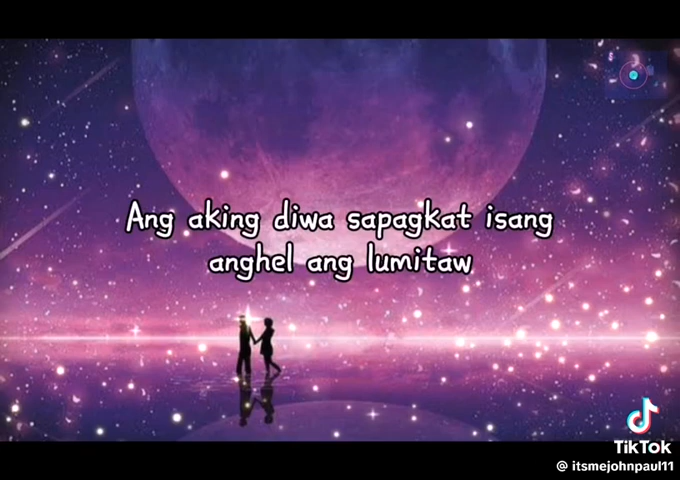 Ang aking diwa sapagkat isang
anghel ang lumitaw
TikTok
@ itsmejohnpaul11